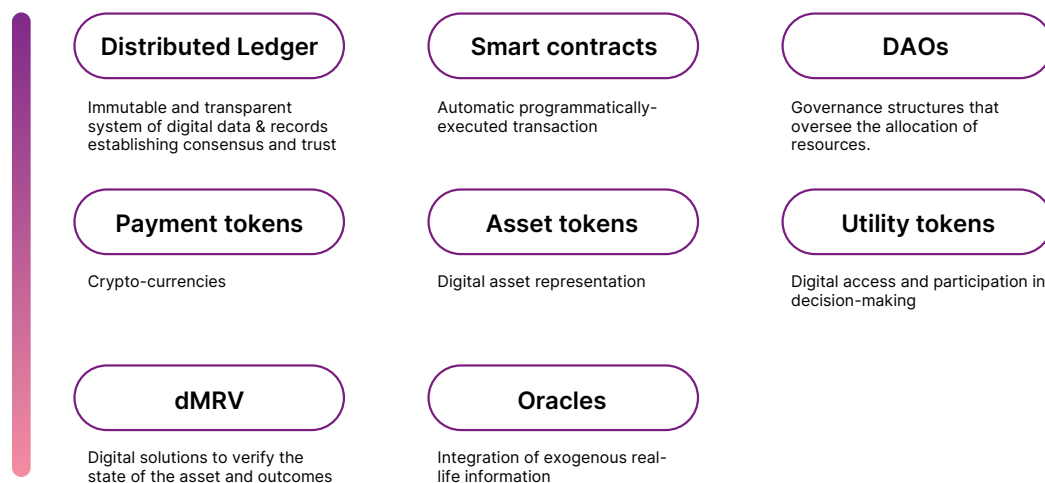 Distributed Ledger
Immutable and transparent
system of digital data & records
establishing consensus and trust
Smart contracts
Automatic programmatically-
executed transaction
DAOs
Governance structures that
oversee the allocation of
resources.
Payment tokens
Crypto-currencies
Asset tokens
Digital asset representation
Utility tokens
Digital access and participation in
decision-making
dMRV
Digital solutions to verify the
state of the asset and outcomes
Oracles
Integration of exogenous real-
life information